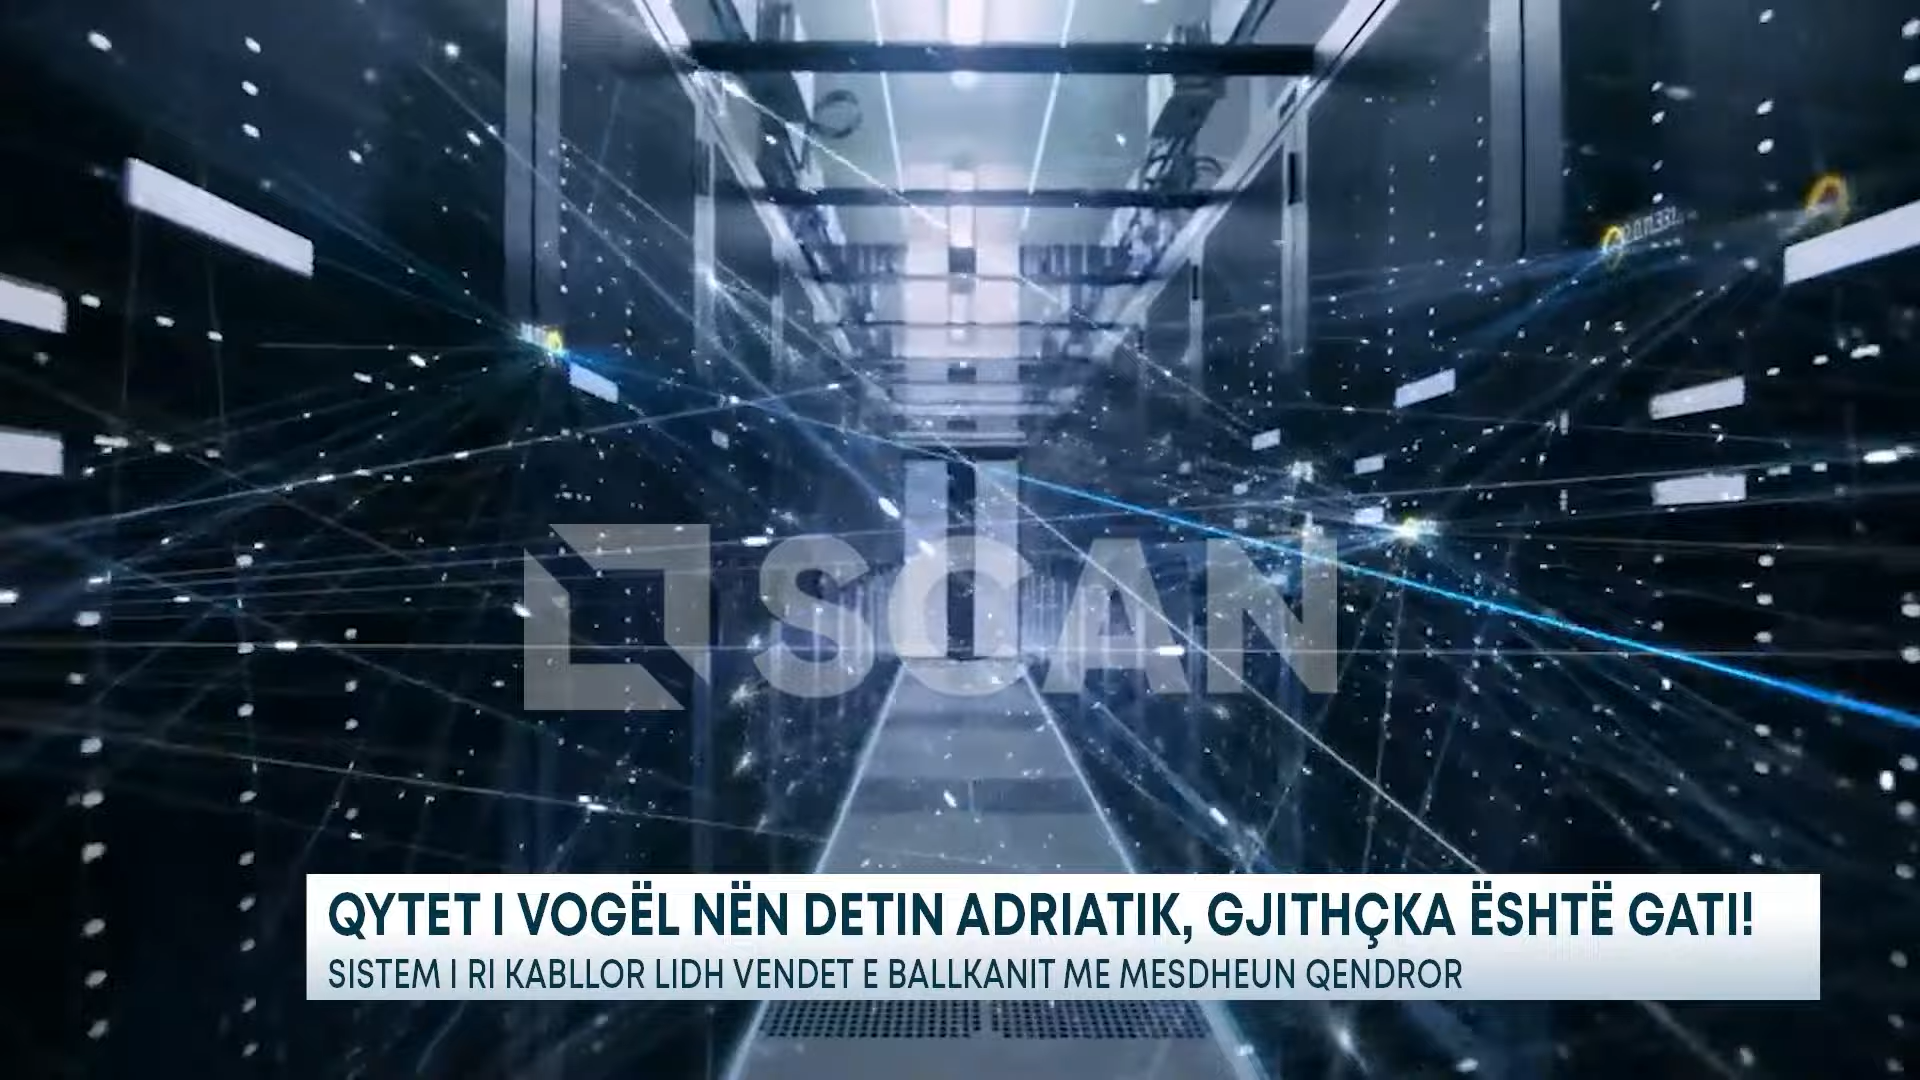 SCAN
QYTET I VOGËL NËN DETIN ADRIATIK, GJITHÇKA ËSHTË GATI!
SISTEM I RI KABLLOR LIDH VENDET E BALLKANIT ME MESDHEUN QENDROR